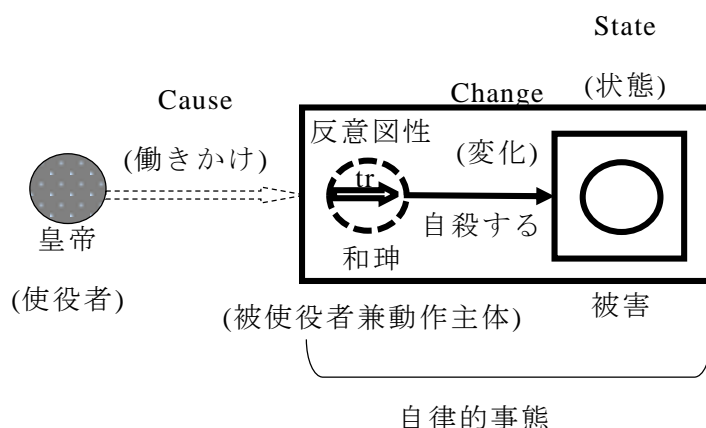 State
(状態)
Cause
(働きかけ)
Change
(変化)
反意図性
tr
自殺する
皇帝
(使役者)
和珅
(被使役者兼動作主体)
被害
自律的事態